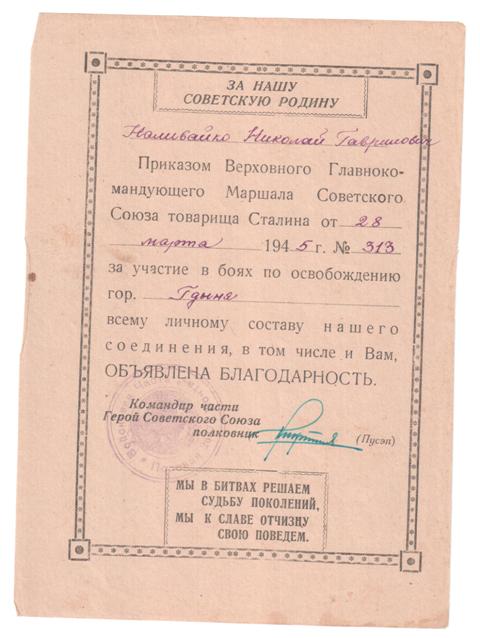 ЗА НАШУ
СОВЕТСКУЮ РОДИНУ
Наливайко Николай Гаврилович
Приказом Верховного Главноко-
мандующего Маршала Советского
Союза товарища Сталина от 28
марта 1945 г. № 313
за участие в боях по освобождению
гор. Гдыня
всему личному составу нашего
соединения, в том числе и Вам,
ОБЪЯВЛЕНА БЛАГОДАРНОСТЬ.
Командир части
Герой Советского Союза
полковник (Пусэп)
МЫ В БИТВАХ РЕШАЕМ
СУДЬБУ ПОКОЛЕНИЙ,
МЫ К СЛАВЕ ОТЧИЗНУ
СВОЮ ПОВЕДЕМ.